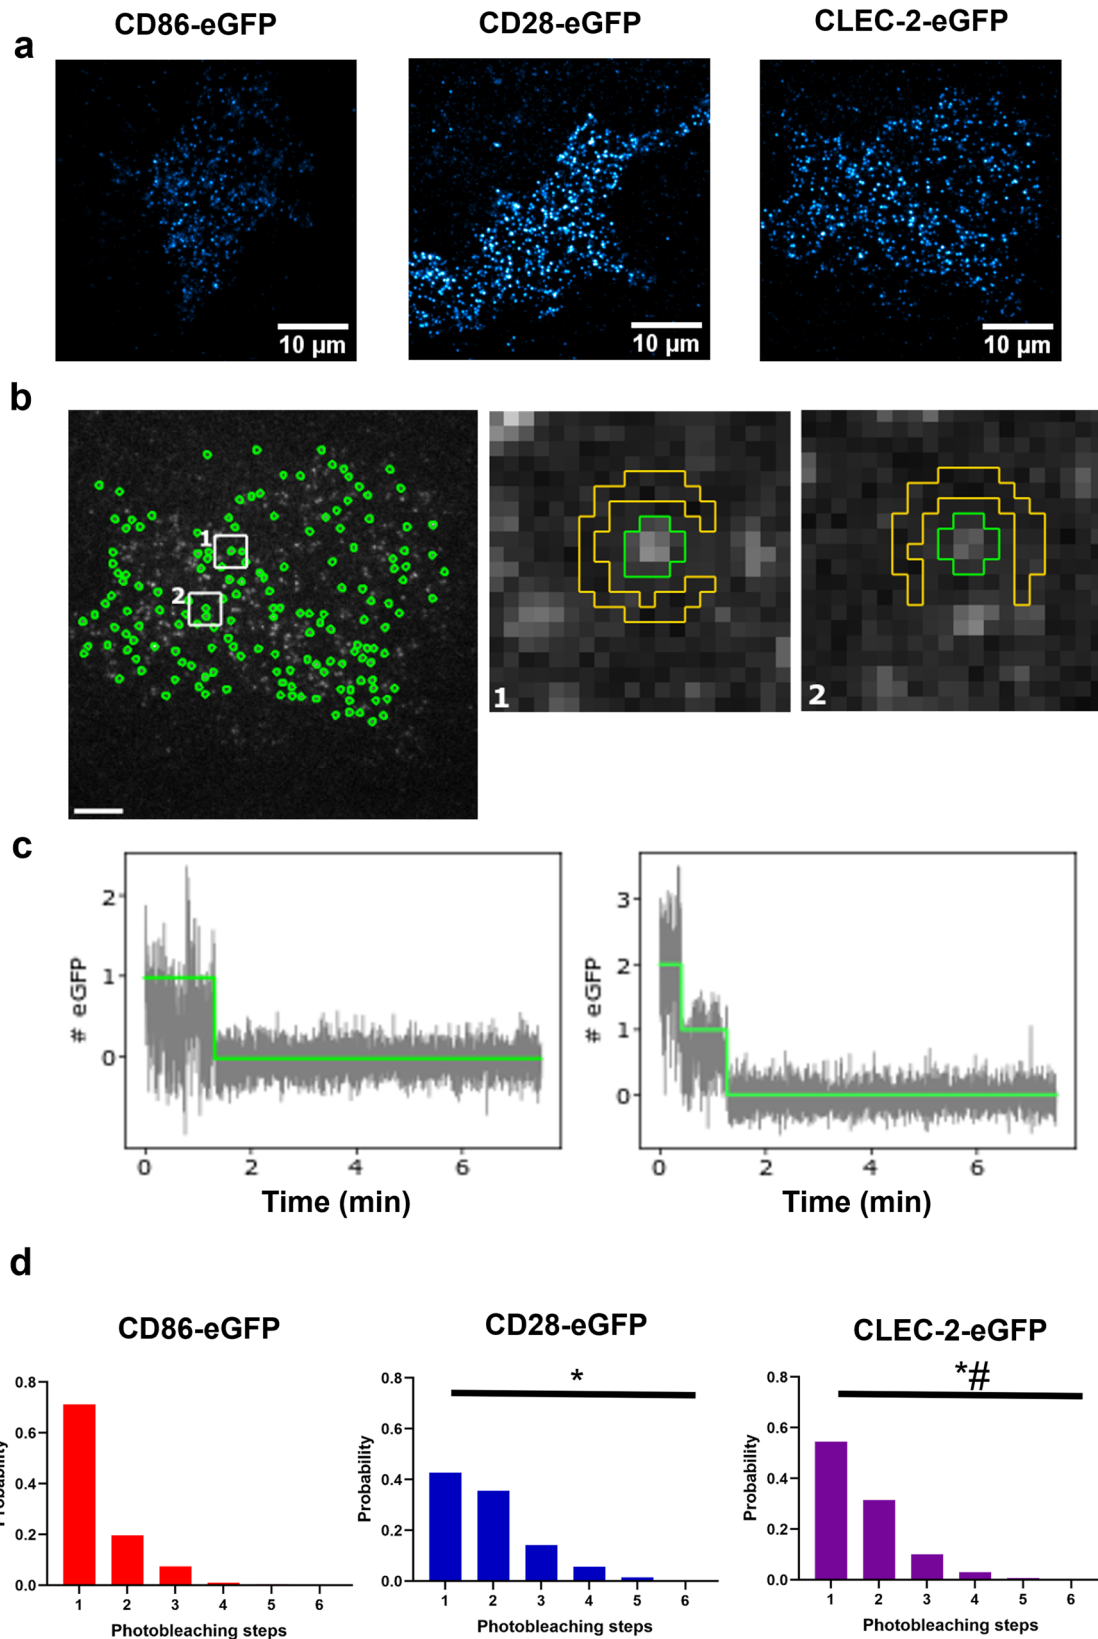 CD86-eGFP CD28-eGFP CLEC-2-eGFP
a
10 µm 10 µm 10 µm
b
1
2
1 2
c
# eGFP
2
1
0
0 2 4 6
Time (min)
# eGFP
3
2
1
0
0 2 4 6
Time (min)
d
CD86-eGFP
Probability
0.8
0.6
0.4
0.2
0.0
1 2 3 4 5 6
Photobleaching steps
CD28-eGFP
*
Probability
0.8
0.6
0.4
0.2
0.0
1 2 3 4 5 6
Photobleaching steps
CLEC-2-eGFP
*#
Probability
0.8
0.6
0.4
0.2
0.0
1 2 3 4 5 6
Photobleaching steps